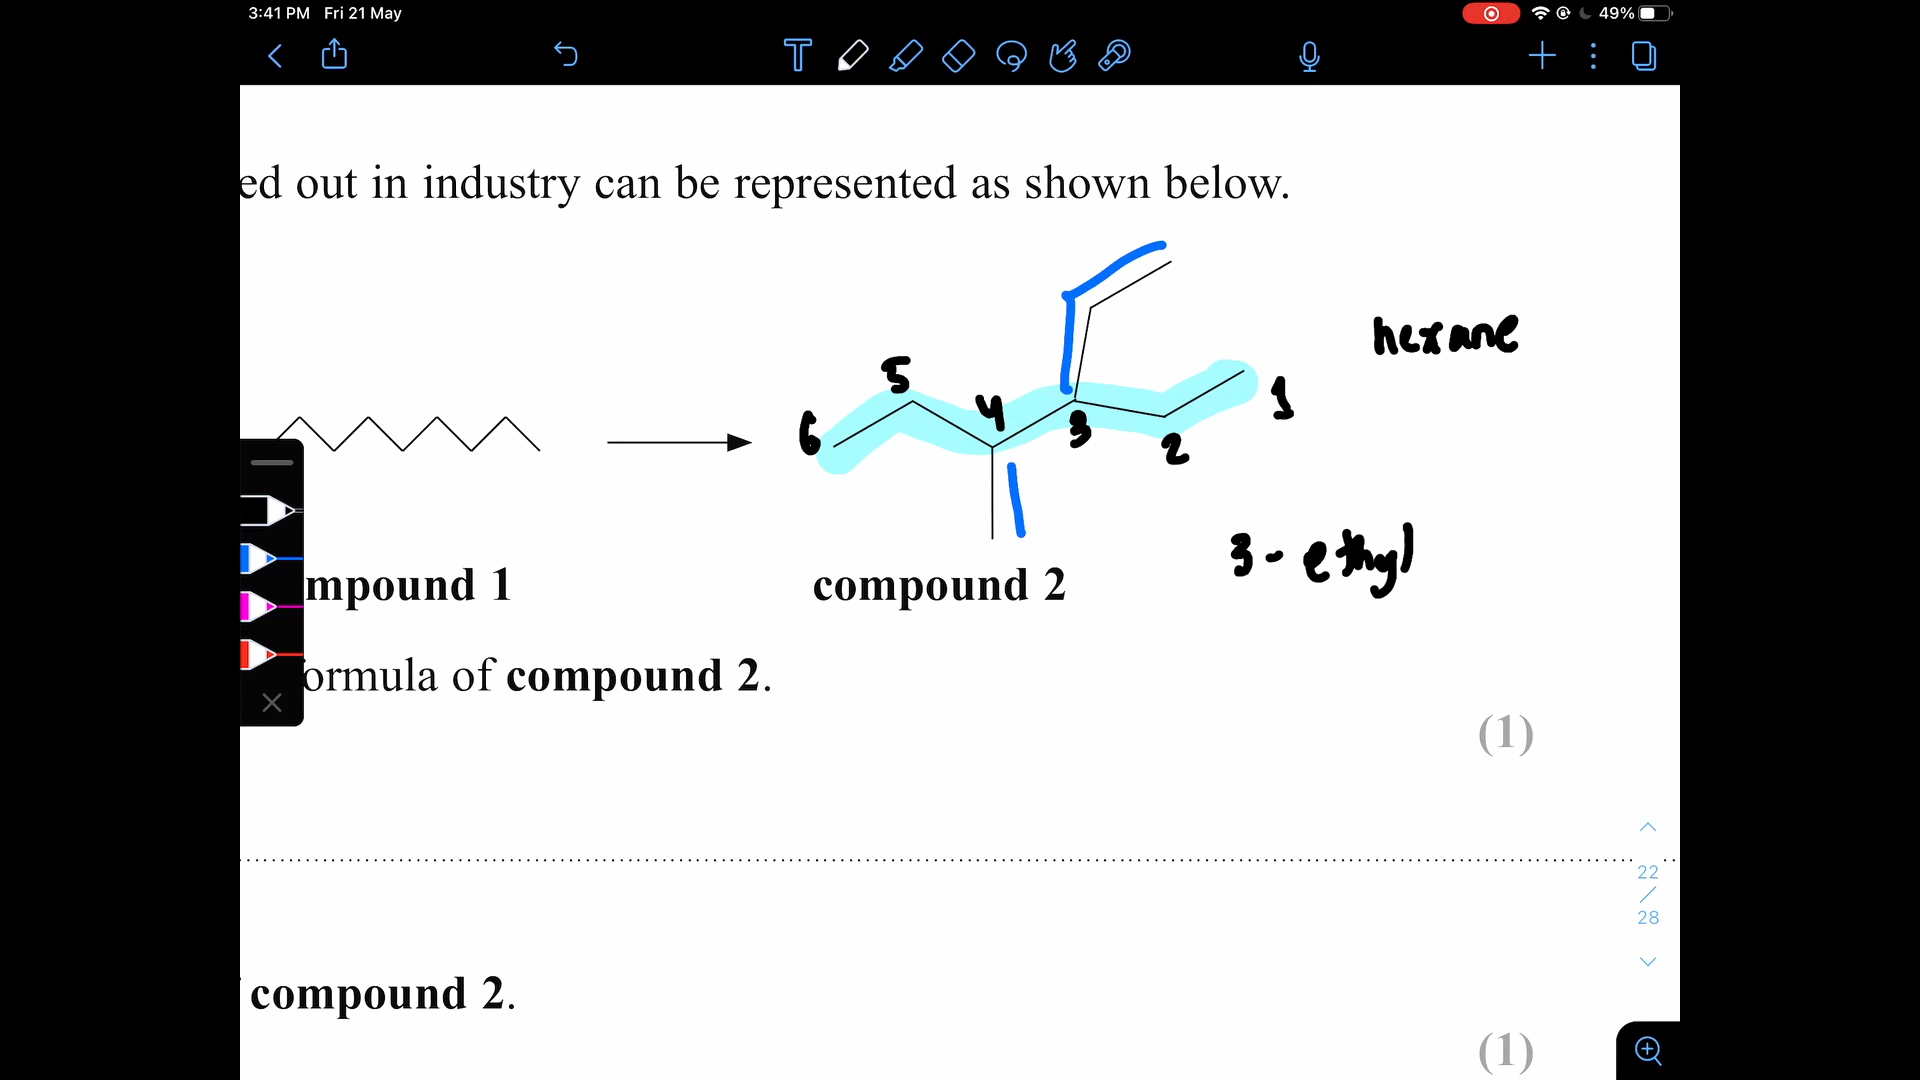 3:41 PM Fri 21 May
49%
ed out in industry can be represented as shown below.
hexane
5
4
6
3
1
2
3 - ethyl
mpound 1
compound 2
ormula of compound 2.
(1)
22
28
compound 2.
(1)